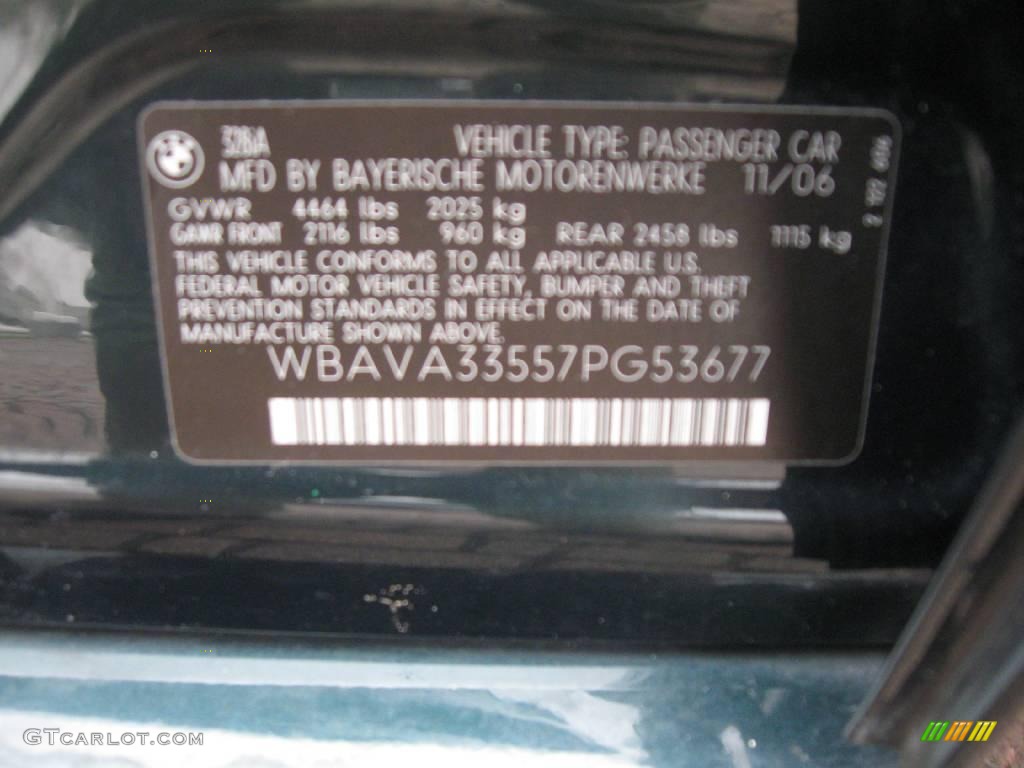 328iA VEHICLE TYPE: PASSENGER CAR
MFD BY BAYERISCHE MOTORENWERKE 11/06
GVWR 4464 lbs 2025 kg
GAWR FRONT 2116 lbs 960 kg REAR 2458 lbs 1115 kg
THIS VEHICLE CONFORMS TO ALL APPLICABLE U.S.
FEDERAL MOTOR VEHICLE SAFETY, BUMPER AND THEFT
PREVENTION STANDARDS IN EFFECT ON THE DATE OF
MANUFACTURE SHOWN ABOVE.
WBAVA33557PG53677
GTCARLOT.COM